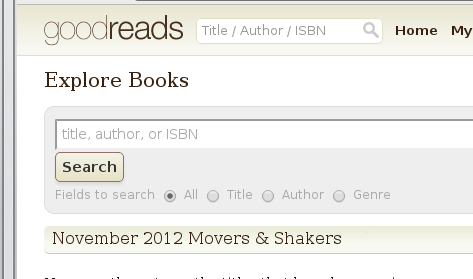 goodreads Title / Author / ISBN Home My
Explore Books
title, author, or ISBN
Search
Fields to search All Title Author Genre
November 2012 Movers & Shakers